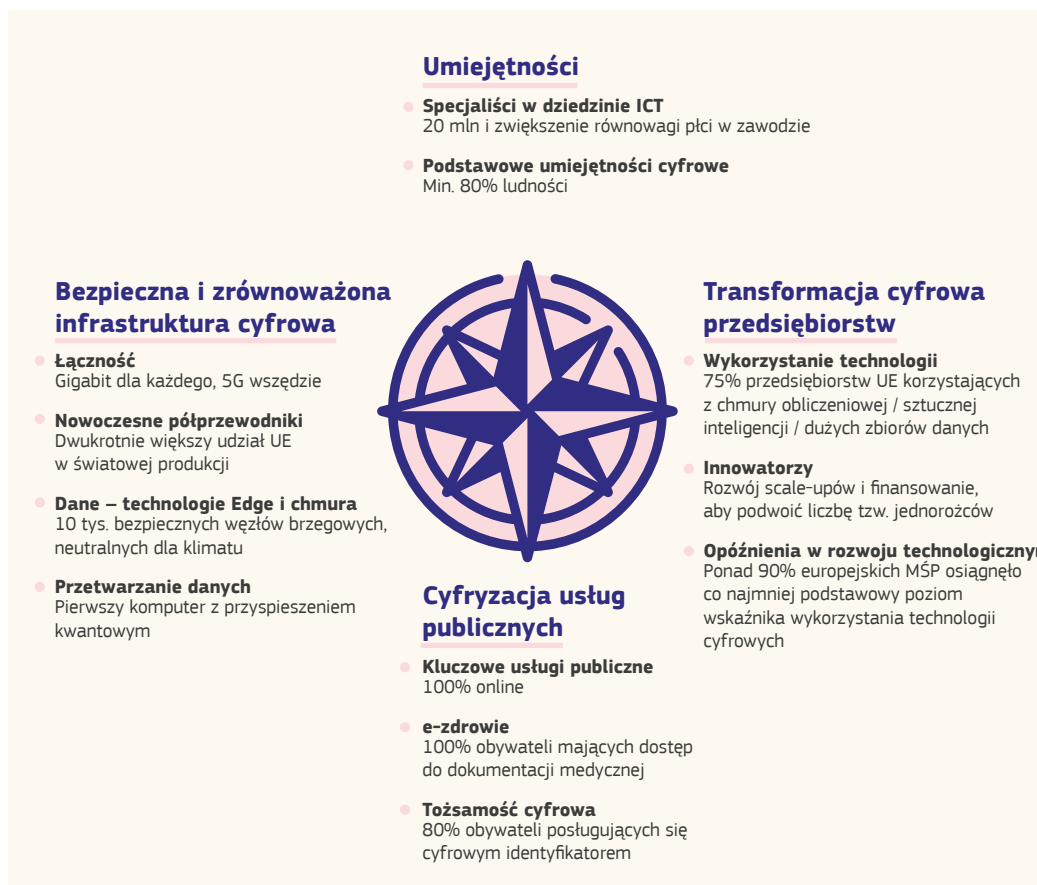 Umiejętności
Specjaliści w dziedzinie ICT
20 mln i zwiększenie równowagi płci w zawodzie
Podstawowe umiejętności cyfrowe
Min. 80% ludności
Bezpieczna i zrównoważona
infrastruktura cyfrowa
Łączność
Gigabit dla każdego, 5G wszędzie
Nowoczesne półprzewodniki
Dwukrotnie większy udział UE
w światowej produkcji
Dane – technologie Edge i chmura
10 tys. bezpiecznych węzłów brzegowych,
neutralnych dla klimatu
Przetwarzanie danych
Pierwszy komputer z przyspieszeniem
kwantowym
Transformacja cyfrowa
przedsiębiorstw
Wykorzystanie technologii
75% przedsiębiorstw UE korzystających
z chmury obliczeniowej / sztucznej
inteligencji / dużych zbiorów danych
Innowatorzy
Rozwój scale-upów i finansowanie,
aby podwoić liczbę tzw. jednorożców
Opóźnienia w rozwoju
Ponad 90% europejskich MŚP osiągnęło
co najmniej podstawowy poziom
wskaźnika wykorzystania technologii
cyfrowych
Cyfryzacja usług
publicznych
Kluczowe usługi publiczne
100% online
e-zdrowie
100% obywateli mających dostęp
do dokumentacji medycznej
Tożsamość cyfrowa
80% obywateli posługujących się
cyfrowym identyfikatorem